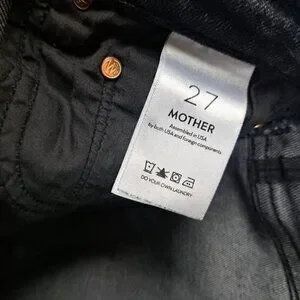 27
MOTHER
Assembled in USA
by both USA and foreign components
DO YOUR OWN LAUNDRY